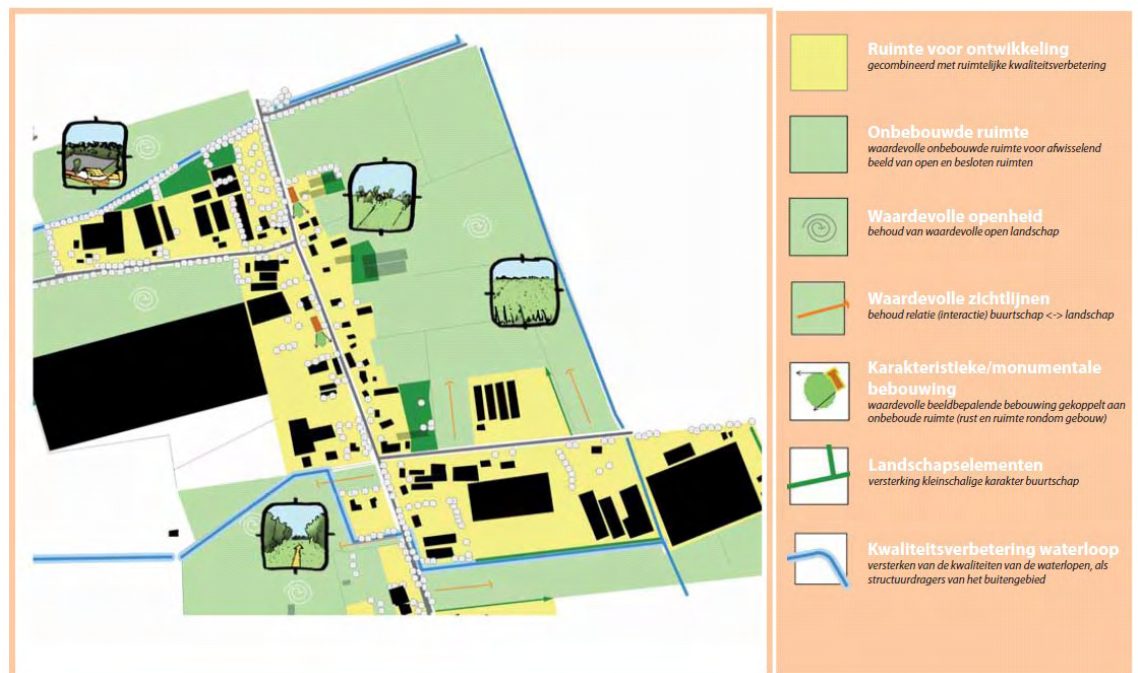 Ruimte voor ontwikkeling
gecombineerd met ruimtelijke kwaliteitsverbetering
Onbebouwde ruimte
waardevolle onbebouwde ruimte voor afwisselend
beeld van open en besloten ruimten
Waardevolle openheid
behoud van waardevolle open landschap
Waardevolle zichtlijnen
behoud relatie (interactie) buurtschap <-> landschap
Karakteristieke/monumentale
bebouwing
waardevolle beeldbepalende bebouwing gekoppelt aan
onbeboude ruimte (rust en ruimte rondom gebouw)
Landschapselementen
versterking kleinschalige karakter buurtschap
Kwaliteitsverbetering waterloop
versterken van de kwaliteiten van de waterlopen, als
structuurdragers van het buitengebied